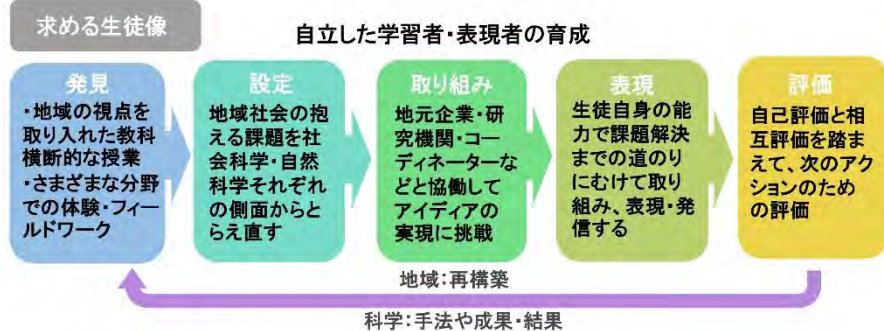 求める生徒像
自立した学習者・表現者の育成
発見
・地域の視点を
取り入れた教科
横断的な授業
・さまざまな分野
での体験・フィー
ルドワーク
設定
地域社会の抱
える課題を社
会科学・自然
科学それぞれ
の側面からと
らえ直す
取り組み
地元企業・研
究機関・コー
ディネーターな
どと協働して
アイディアの
実現に挑戦
表現
生徒自身の能
力で課題解決
までの道のり
にむけて取り
組み、表現・発
信する
評価
自己評価と相
互評価を踏ま
えて、次のアク
ションのため
の評価
地域：再構築
科学：手法や成果・結果